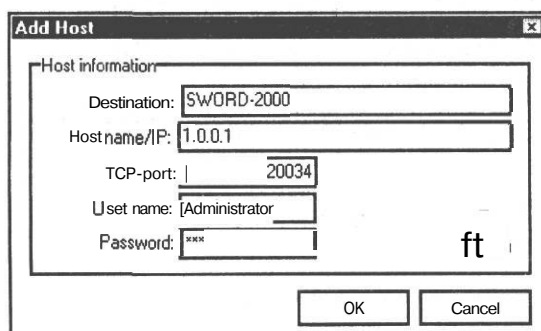 Add Host
Host information
Destination: SWORD-2000
Host name/IP: 1.0.0.1
TCP-port: | 20034
Uset name: [Administrator
Password: ***
ft
OK Cancel